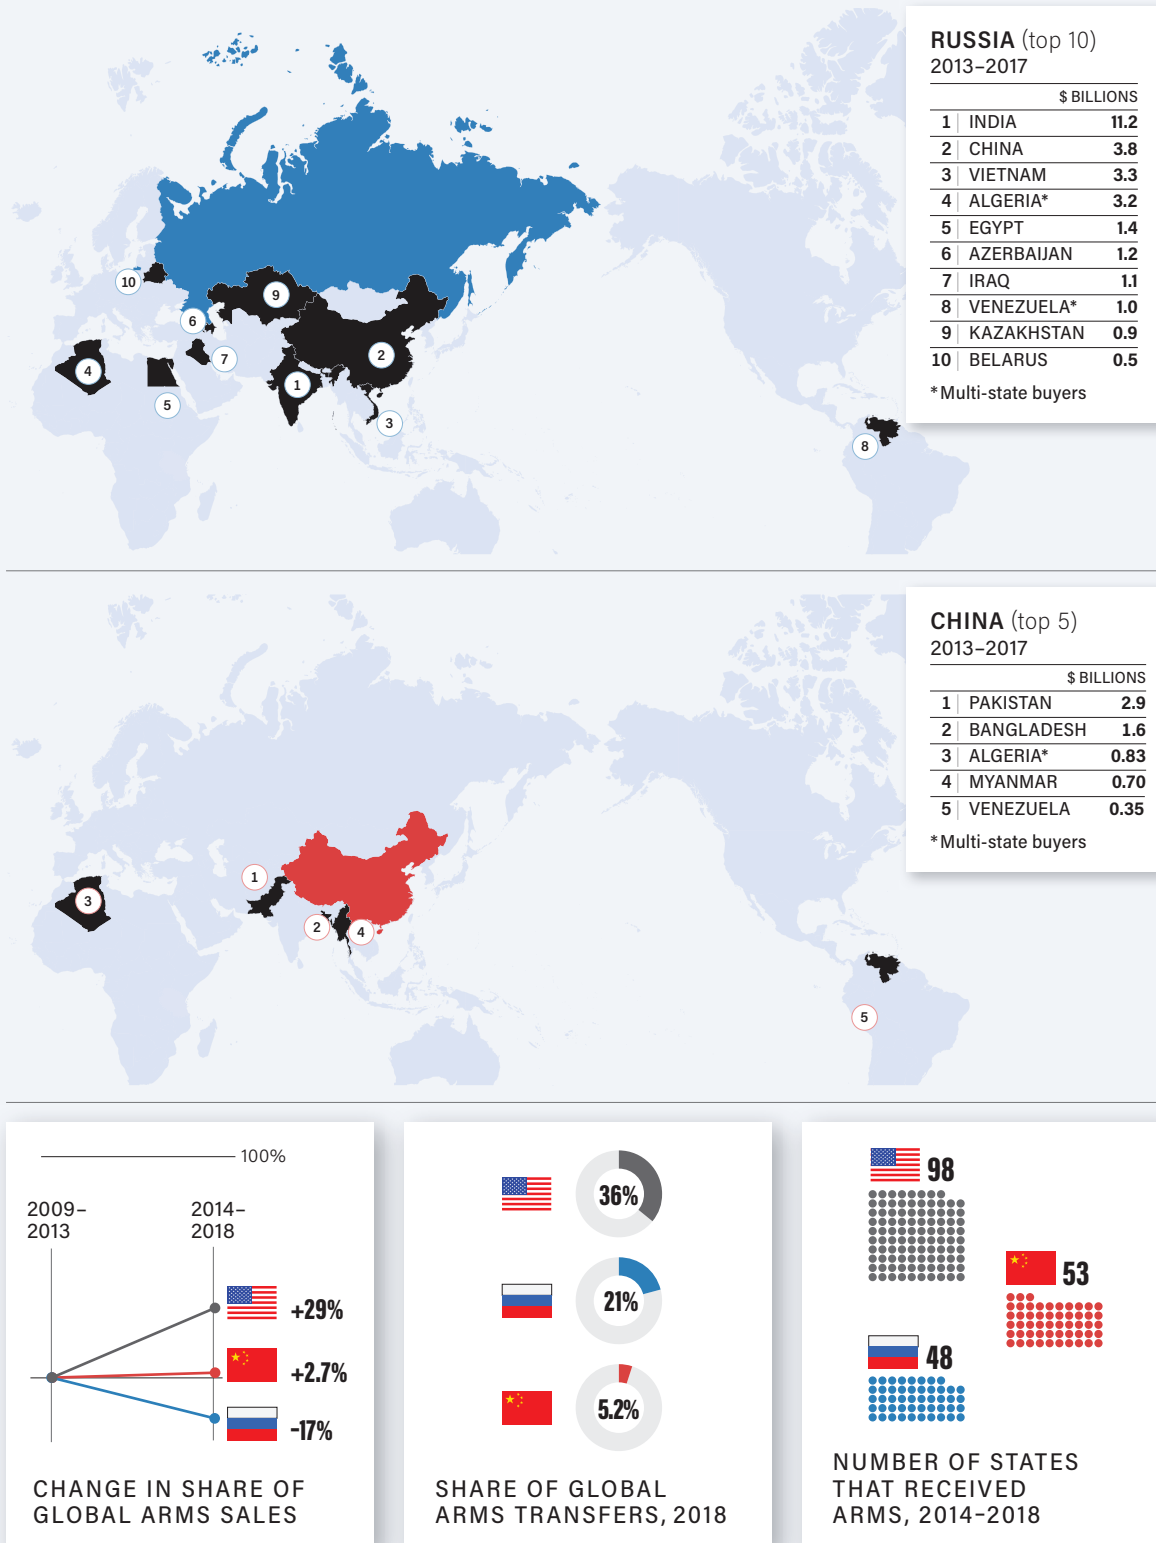 RUSSIA (top 10)
2013–2017
$ BILLIONS
1 INDIA 11.2
2 CHINA 3.8
3 VIETNAM 3.3
4 ALGERIA* 3.2
5 EGYPT 1.4
6 AZERBAIJAN 1.2
7 IRAQ 1.1
8 VENEZUELA* 1.0
9 KAZAKHSTAN 0.9
10 BELARUS 0.5
*Multi-state buyers
10
9
6
7
2
4
1
5
3
8
CHINA (top 5)
2013–2017
$ BILLIONS
1 PAKISTAN 2.9
2 BANGLADESH 1.6
3 ALGERIA* 0.83
4 MYANMAR 0.70
5 VENEZUELA 0.35
*Multi-state buyers
1
3
2
4
5
100%
2009–
2013
2014–
2018
+29%
+2.7%
-17%
CHANGE IN SHARE OF
GLOBAL ARMS SALES
36%
21%
5.2%
SHARE OF GLOBAL
ARMS TRANSFERS, 2018
98
53
48
NUMBER OF STATES
THAT RECEIVED
ARMS, 2014–2018